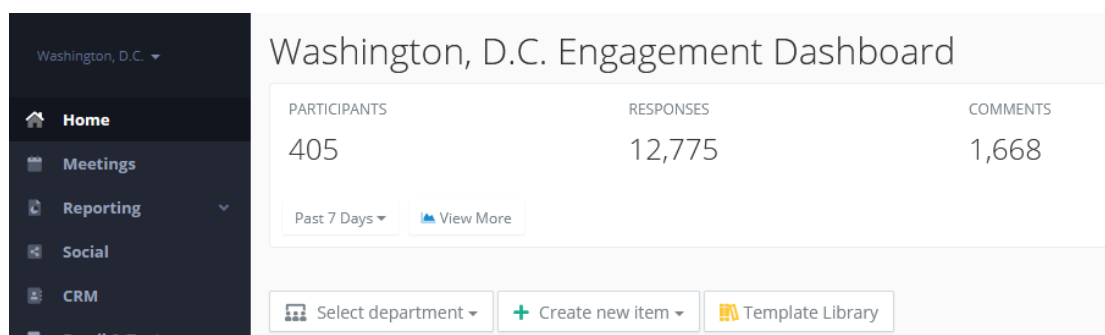 Washington, D.C.
Home
Meetings
Reporting
Social
CRM
Washington, D.C. Engagement Dashboard
PARTICIPANTS RESPONSES COMMENTS
405 12,775 1,668
Past 7 Days View More
Select department Create new item Template Library